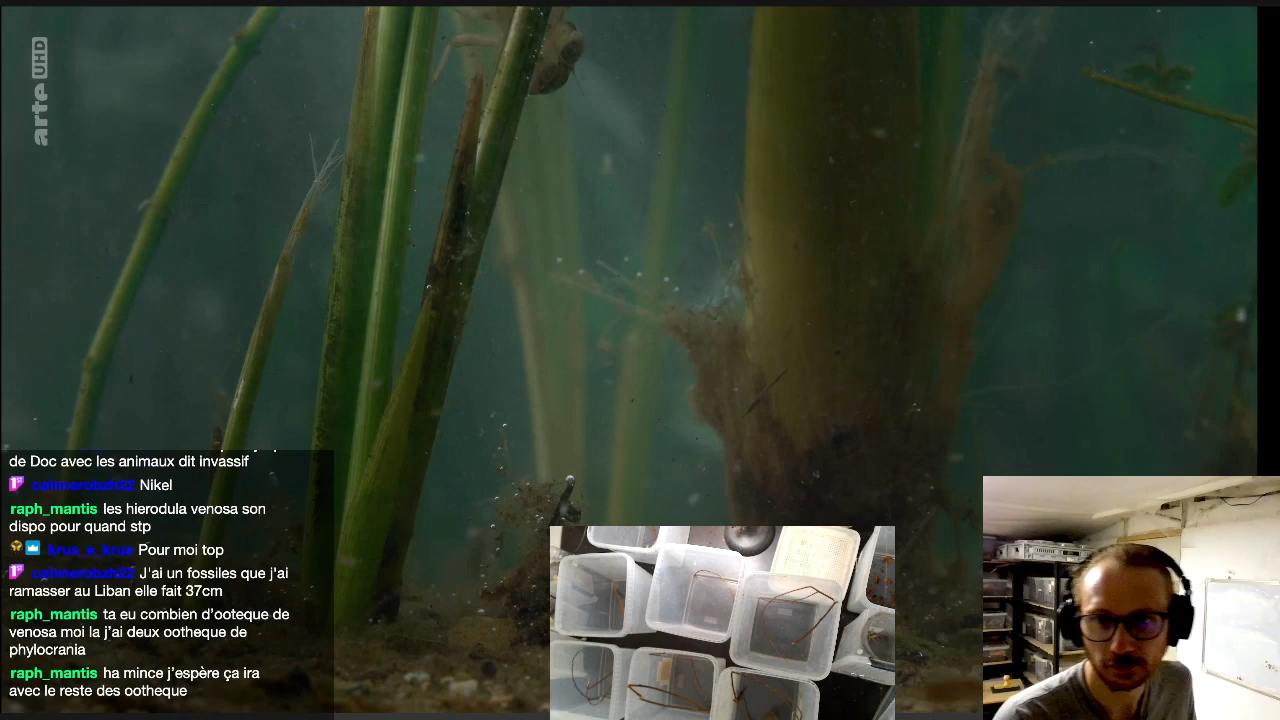 arte UHD
de Doc avec les animaux dit invassif
calimerobzh22 Nikel
raph_mantis les hierodula venosa son
dispo pour quand stp
krus_e_krus Pour moi top
calimerobzh22 J'ai un fossiles que j'ai
ramasser au Liban elle fait 37cm
raph_mantis ta eu combien d'ooteque de
venosa moi la j'ai deux ootheque de
phylocrania
raph_mantis ha mince j'espère ça ira
avec le reste des ootheque